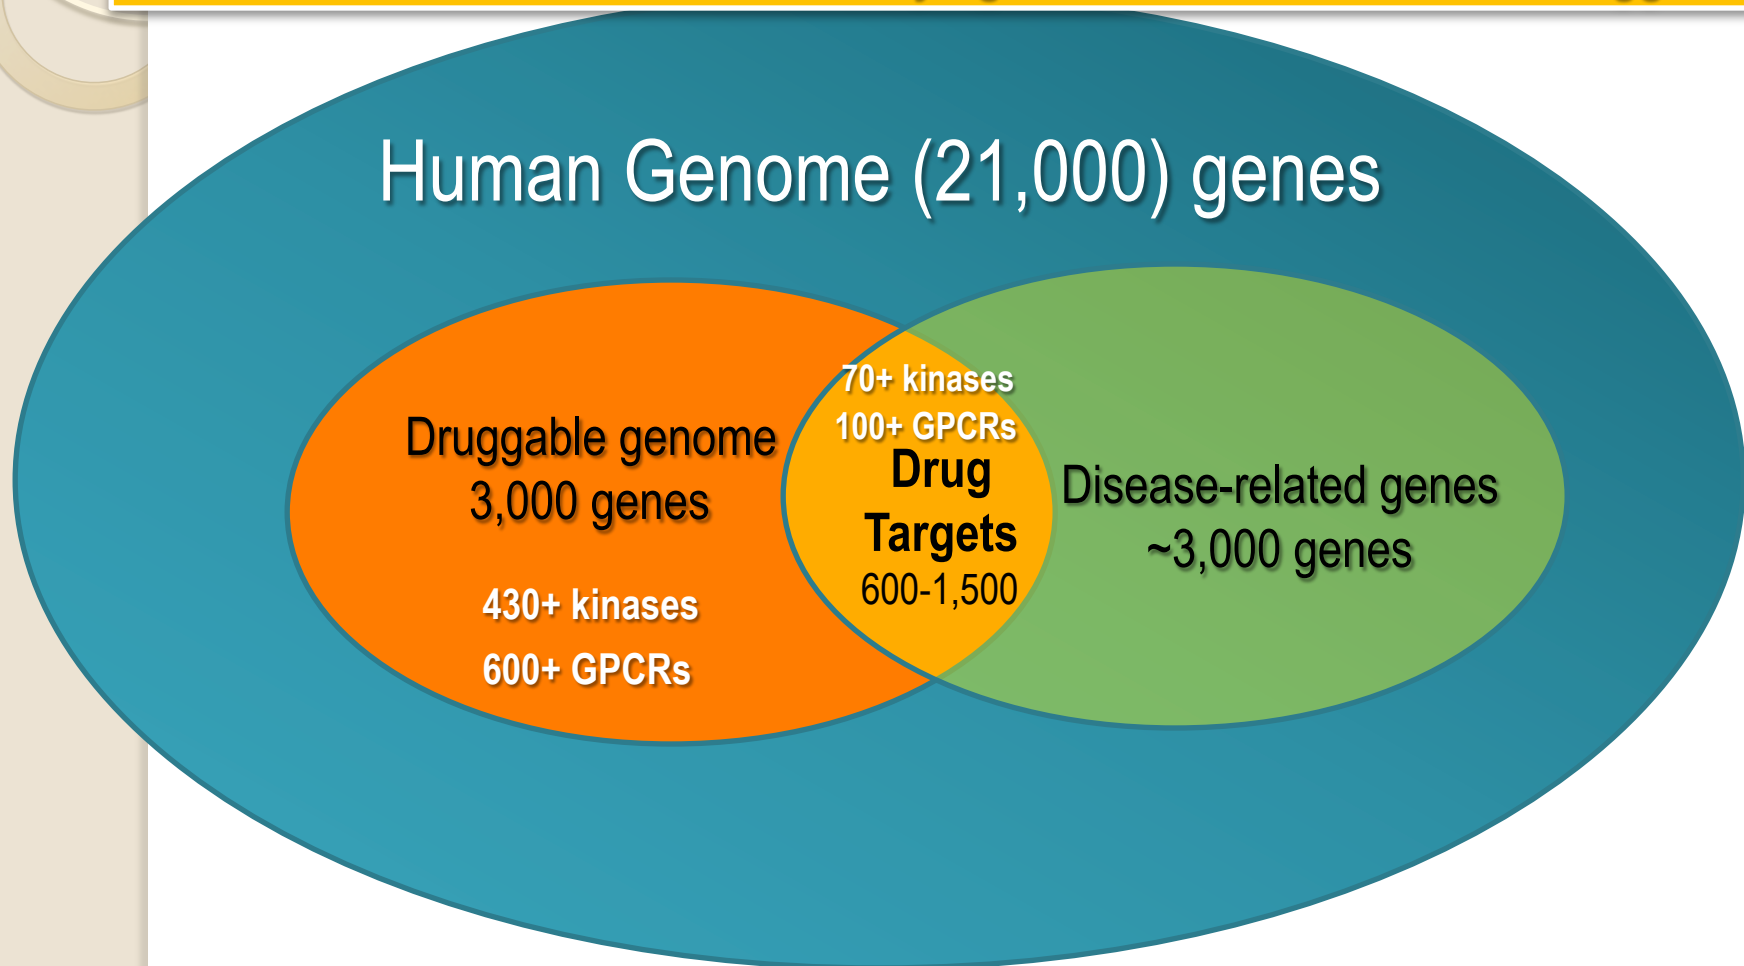 Human Genome (21,000) genes
Druggable genome
3,000 genes
430+ kinases
600+ GPCRs
70+ kinases
100+ GPCRs
Drug
Targets
600-1,500
Disease-related genes
~3,000 genes